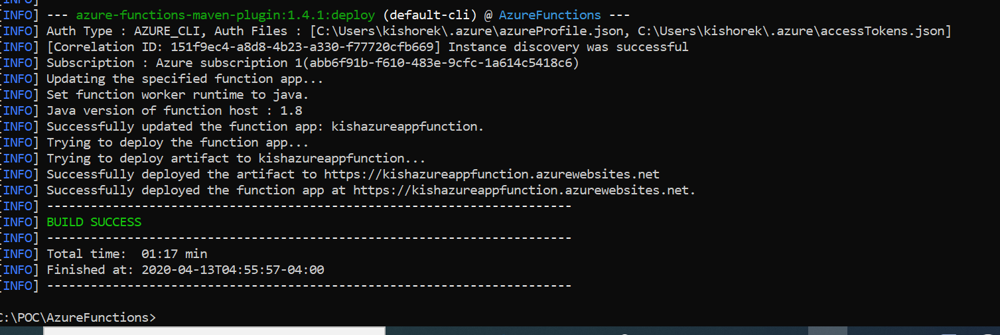 [INFO]
[INFO] --- azure-functions-maven-plugin:1.4.1:deploy (default-cli) @ AzureFunctions ---
[INFO] Auth Type : AZURE_CLI, Auth Files : [C:\Users\kishorek\.azure\azureProfile.json, C:\Users\kishorek\.azure\accessTokens.json]
[INFO] [Correlation ID: 151f9ec4-a8d8-4b23-a330-f77720cfb669] Instance discovery was successful
[INFO] Subscription : Azure subscription 1(abb6f91b-f610-483e-9cfc-1a614c5418c6)
[INFO] Updating the specified function app...
[INFO] Set function worker runtime to java.
[INFO] Java version of function host : 1.8
[INFO] Successfully updated the function app: kishazureappfunction.
[INFO] Trying to deploy the function app...
[INFO] Trying to deploy artifact to kishazureappfunction...
[INFO] Successfully deployed the artifact to https://kishazureappfunction.azurewebsites.net
[INFO] Successfully deployed the function app at https://kishazureappfunction.azurewebsites.net.
[INFO] ------------------------------------------------------------------------
[INFO] BUILD SUCCESS
[INFO] ------------------------------------------------------------------------
[INFO] Total time:  01:17 min
[INFO] Finished at: 2020-04-13T04:55:57-04:00
[INFO] ------------------------------------------------------------------------
C:\POC\AzureFunctions>